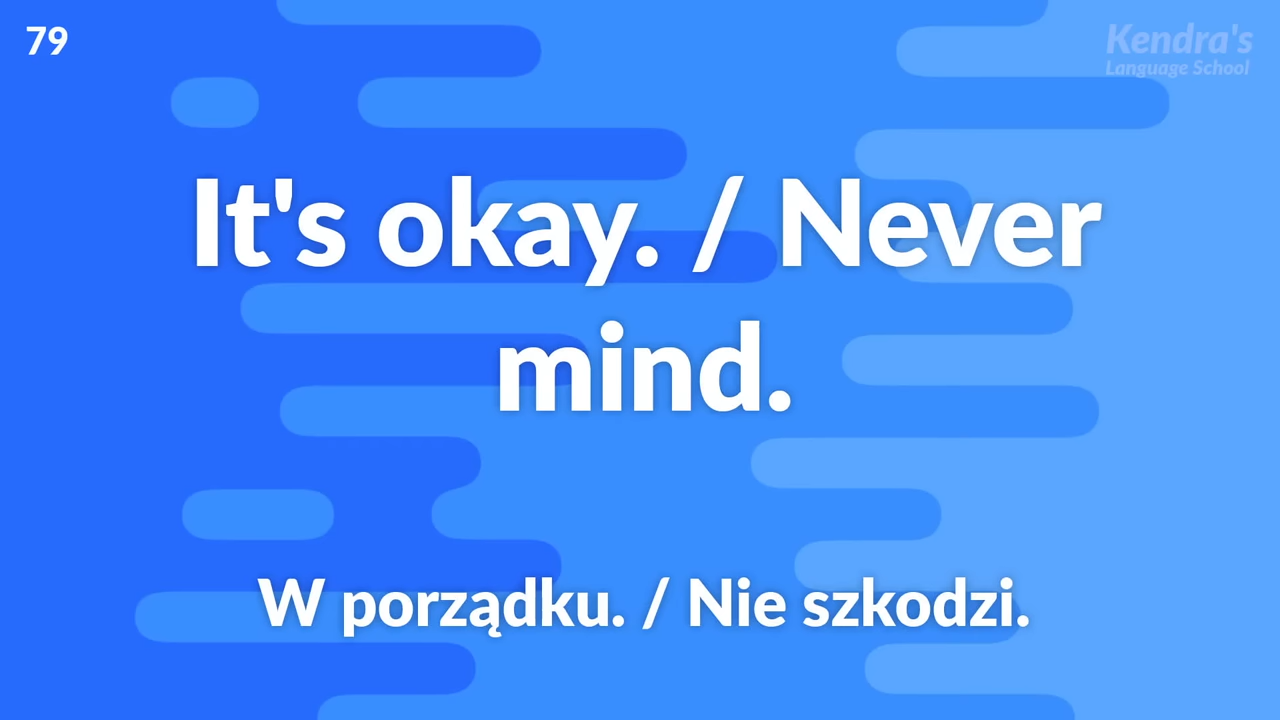 79
Kendra's
Language School
It's okay. / Never
mind.
W porządku. / Nie szkodzi.